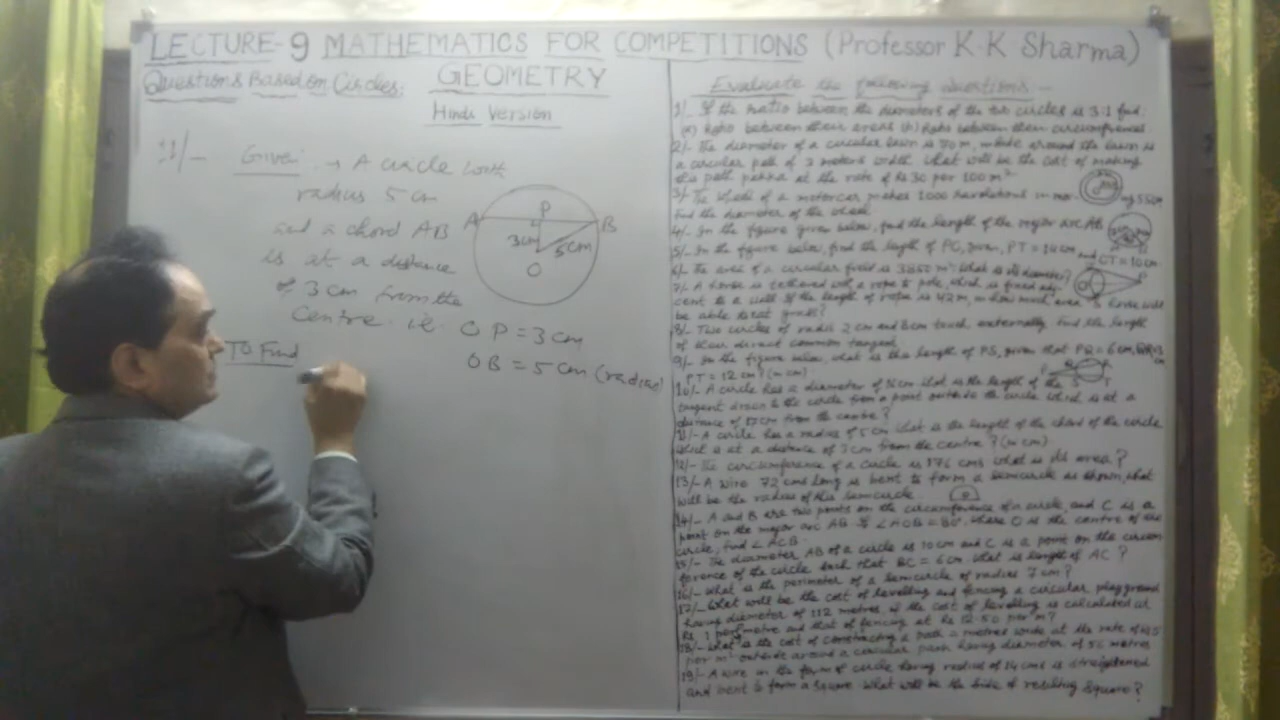 LECTURE-9 MATHEMATICS FOR COMPETITIONS (Professor K K Sharma)
Questions Based on Circles: GEOMETRY
Hindi Version
11/- Given → A circle with
radius 5 cm
and a chord AB
is at a distance
of 3 cm from the
Centre. i.e. O P = 3 cm
OB = 5 cm (radius)
To Find
A P B
3cm 5cm
O
Evaluate the following questions -
1/- If the ratio between the diameters of the two circles is 3:1 find.
(a) Ratio between their areas (b) Ratio between their circumferences
2/- The diameter of a circular lawn is m, outside around the lawn is
a circular path of 3 meters width. What will be the cost of making
this path at the rate of Rs 30 per 100 m²
3/- The wheel of a motorcar makes 1000 revolutions in
Find the diameter of the wheel.
4/- In the figure given below, find the length of the major arc AB
5/- In the figure below, find the length of PC, given, PT = 14 cm, and CT = 10 cm
6/- The area of a circular field is 3850 m² What is its diameter?
7/- A horse is tethered with a rope to pole, which is fixed adja-
cent to a wall If the length of rope is 42 m, in how much area horse will
be able to eat grass?
8/- Two circles of radii 2 cm and 8 cm touch externally. Find the length
of their direct common tangent.
9/- In the figure below, what is the length of PS, given that PQ = 6 cm,
PT = 12 cm? (in cm)
10/- A circle has a diameter of 16 cm. What is the length of the
tangent drawn to the circle from a point outside the circle which is at a
distance of cm from the centre?
11/- A circle has a radius of 5 cm What is the length of the chord of the circle
which is at a distance of 3 cm from the centre? (in cm)
12/- The circumference of a circle is 176 cms What is its area?
13/- A wire 72 cms long is bent to form a semicircle as shown, what
will be the radius of this semicircle.
14/- A and B are two points on the circumference of a circle, and C is a
point on the major arc AB If ∠AOB = 80°, where O is the centre of the
circle, find ∠ACB.
15/- The diameter AB of a circle is 10 cm and C is a point on the circum
ference of the circle such that BC = 6 cm. What is length of AC?
16/- What is the perimeter of a semicircle of radius 7 cm?
17/- What will be the cost of levelling and fencing a circular playground
having diameter of 112 metres if the cost of levelling is calculated at
Rs 1 per metre and that of fencing at Rs 12.50 per m?
18/- What is the cost of constructing a path metres wide at the rate of Rs 5
per m² outside around a circular park having diameter of 56 metres
19/- A wire in the form of circle having radius of 14 cms is straightened
and bent to form a square. What will be the side of resulting square?